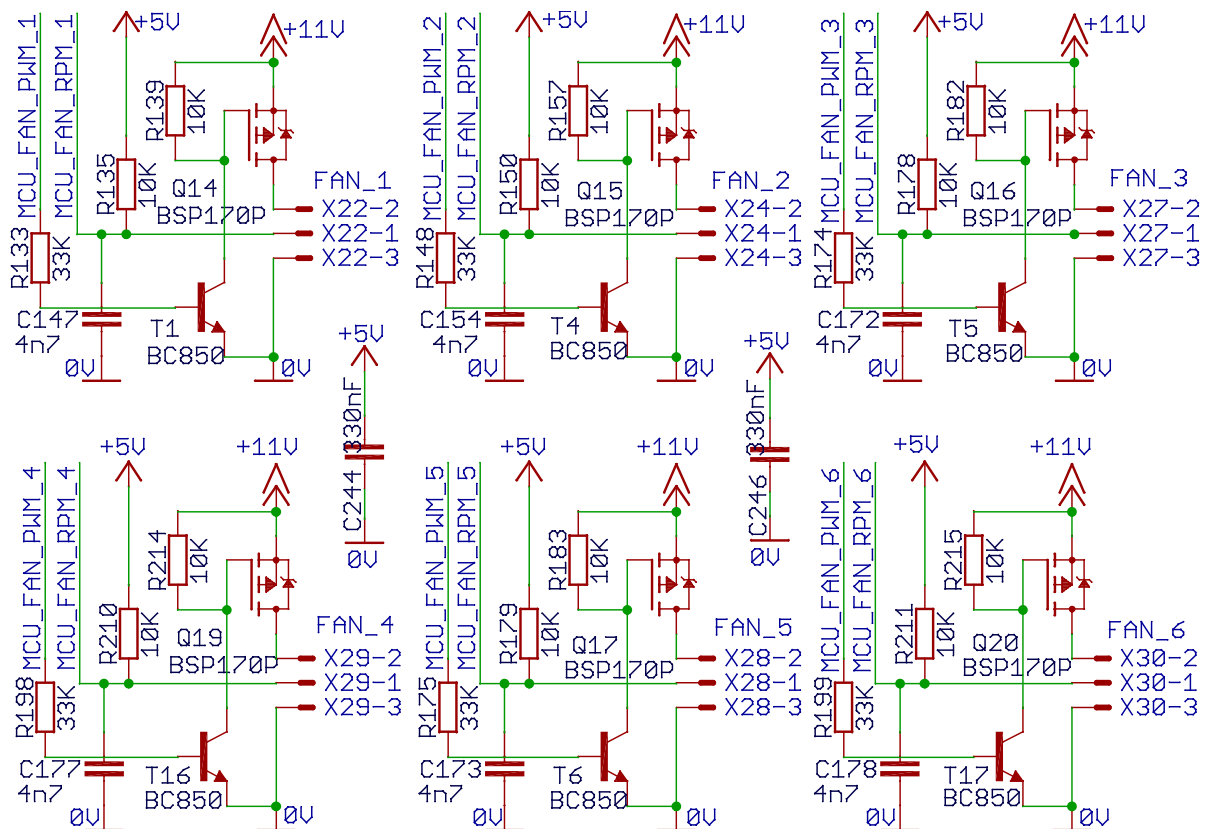 +5V
+11V
MCU_FAN_PWM_1
MCU_FAN_RPM_1
R139
10K
R135
10K
Q14
BSP170P
FAN_1
X22-2
X22-1
X22-3
R133
33K
C147
4n7
T1
BC850
0V
0V
+5V
+11V
MCU_FAN_PWM_2
MCU_FAN_RPM_2
R157
10K
R150
10K
Q15
BSP170P
FAN_2
X24-2
X24-1
X24-3
R148
33K
C154
4n7
T4
BC850
0V
0V
+5V
+11V
MCU_FAN_PWM_3
MCU_FAN_RPM_3
R182
10K
R178
10K
Q16
BSP170P
FAN_3
X27-2
X27-1
X27-3
R174
33K
C172
4n7
T5
BC850
0V
0V
+5V
330nF
C244
0V
+5V
330nF
C246
0V
+5V
+11V
MCU_FAN_PWM_4
MCU_FAN_RPM_4
R214
10K
R210
10K
Q19
BSP170P
FAN_4
X29-2
X29-1
X29-3
R198
33K
C177
4n7
T16
BC850
0V
0V
+5V
+11V
MCU_FAN_PWM_5
MCU_FAN_RPM_5
R183
10K
R179
10K
Q17
BSP170P
FAN_5
X28-2
X28-1
X28-3
R175
33K
C173
4n7
T6
BC850
0V
0V
+5V
+11V
MCU_FAN_PWM_6
MCU_FAN_RPM_6
R215
10K
R211
10K
Q20
BSP170P
FAN_6
X30-2
X30-1
X30-3
R199
33K
C178
4n7
T17
BC850
0V
0V